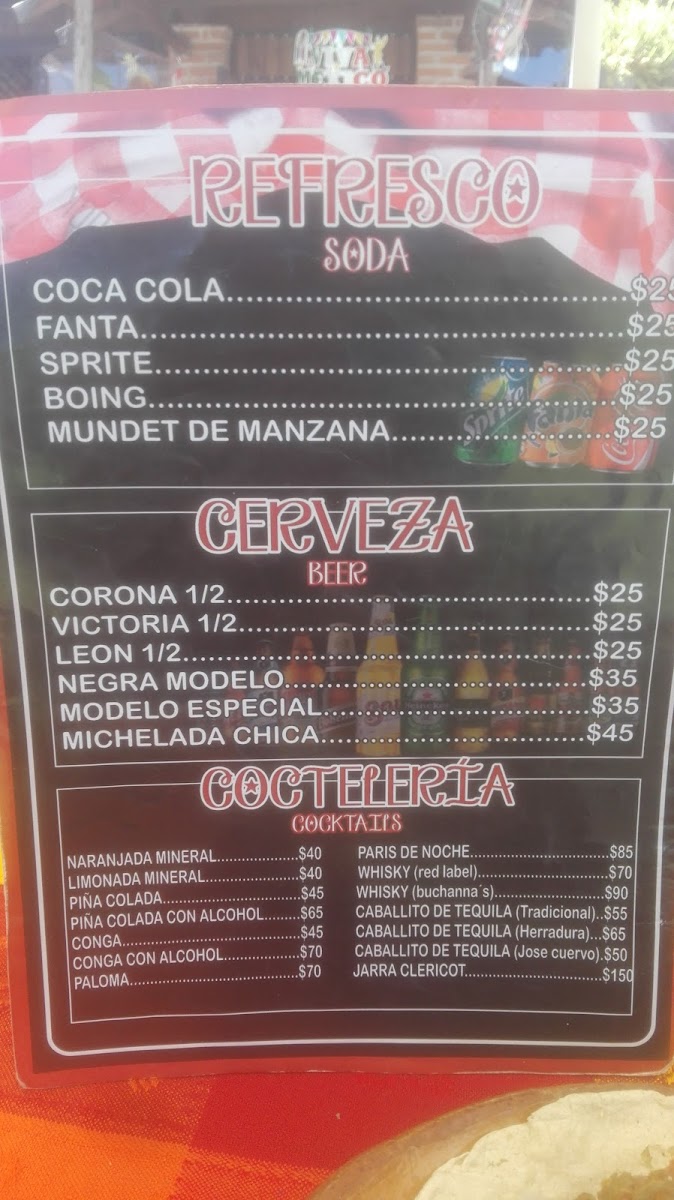 VIVA
MEXICO
REFRESCO
SODA
COCA COLA........................................$25
FANTA................................................$25
SPRITE...............................................$25
BOING................................................$25
MUNDET DE MANZANA......................$25
Sprite
Fanta
CERVEZA
BEER
CORONA 1/2........................................$25
VICTORIA 1/2.......................................$25
LEON 1/2.............................................$25
NEGRA MODELO.................................$35
MODELO ESPECIAL.............................$35
MICHELADA CHICA.............................$45
COCTELERÍA
COCKTAILS
NARANJADA MINERAL...................$40
LIMONADA MINERAL.....................$40
PIÑA COLADA................................$45
PIÑA COLADA CON ALCOHOL........$65
CONGA...........................................$45
CONGA CON ALCOHOL..................$70
PALOMA........................................$70
PARIS DE NOCHE................................$85
WHISKY (red label)..............................$70
WHISKY (buchanna´s)..........................$90
CABALLITO DE TEQUILA (Tradicional)..$55
CABALLITO DE TEQUILA (Herradura)...$65
CABALLITO DE TEQUILA (Jose cuervo).$50
JARRA CLERICOT................................$150